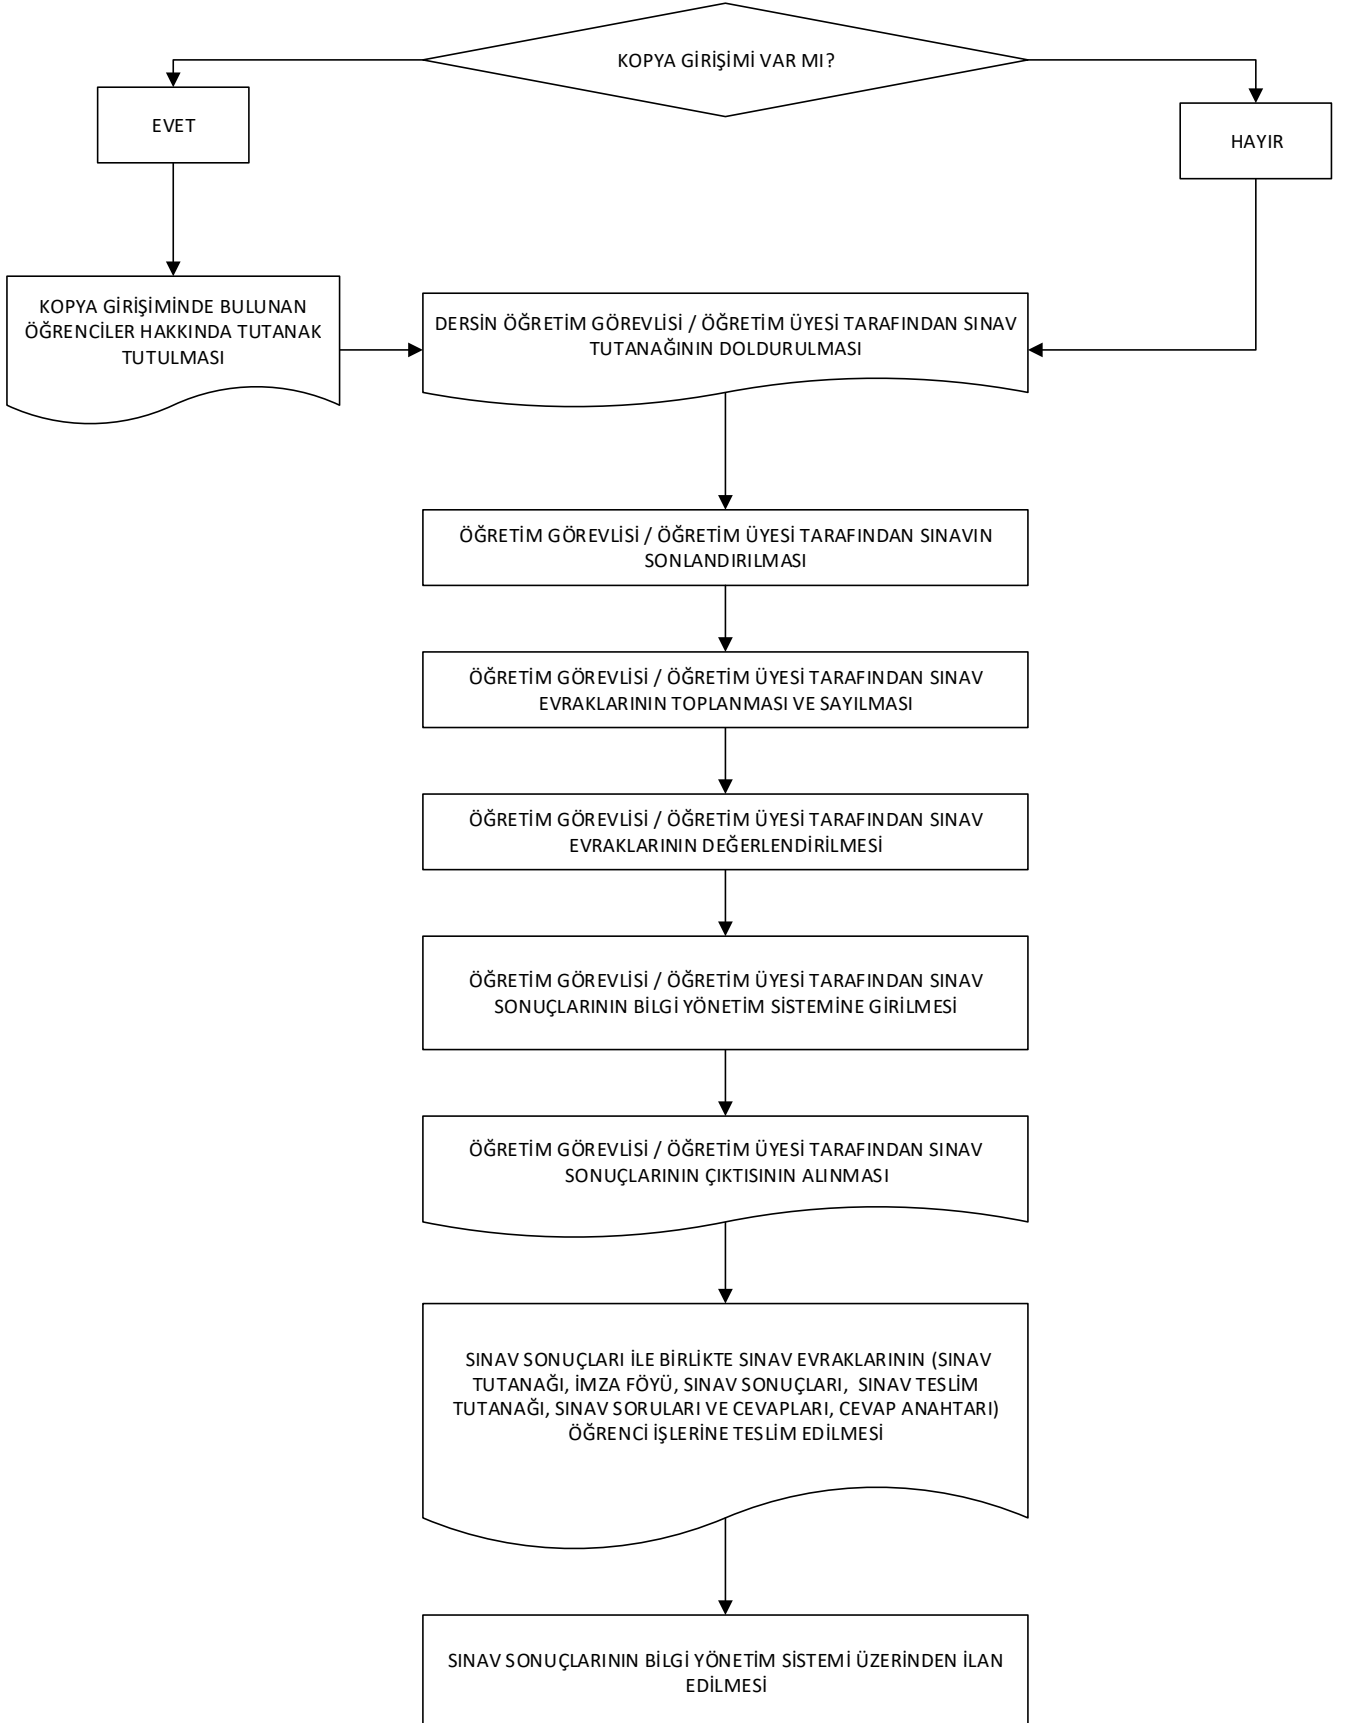 KOPYA GİRİŞİMİ VAR MI?
EVET
HAYIR
KOPYA GİRİŞİMİNDE BULUNAN
ÖĞRENCİLER HAKKINDA TUTANAK
TUTULMASI
DERSİN ÖĞRETİM GÖREVLİSİ / ÖĞRETİM ÜYESİ TARAFINDAN SINAV
TUTANAĞININ DOLDURULMASI
ÖĞRETİM GÖREVLİSİ / ÖĞRETİM ÜYESİ TARAFINDAN SINAVIN
SONLANDIRILMASI
ÖĞRETİM GÖREVLİSİ / ÖĞRETİM ÜYESİ TARAFINDAN SINAV
EVRAKLARININ TOPLANMASI VE SAYILMASI
ÖĞRETİM GÖREVLİSİ / ÖĞRETİM ÜYESİ TARAFINDAN SINAV
EVRAKLARININ DEĞERLENDİRİLMESİ
ÖĞRETİM GÖREVLİSİ / ÖĞRETİM ÜYESİ TARAFINDAN SINAV
SONUÇLARININ BİLGİ YÖNETİM SİSTEMİNE GİRİLMESİ
ÖĞRETİM GÖREVLİSİ / ÖĞRETİM ÜYESİ TARAFINDAN SINAV
SONUÇLARININ ÇIKTISININ ALINMASI
SINAV SONUÇLARI İLE BİRLİKTE SINAV EVRAKLARININ (SINAV
TUTANAĞI, İMZA FÖYÜ, SINAV SONUÇLARI,  SINAV TESLİM
TUTANAĞI, SINAV SORULARI VE CEVAPLARI, CEVAP ANAHTARI)
ÖĞRENCİ İŞLERİNE TESLİM EDİLMESİ
SINAV SONUÇLARININ BİLGİ YÖNETİM SİSTEMİ ÜZERİNDEN İLAN
EDİLMESİ